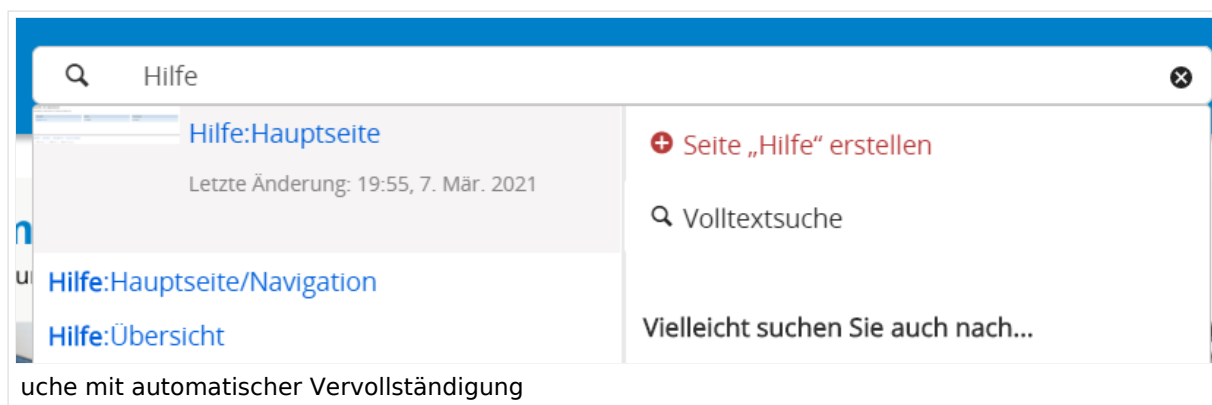 Hilfe
Hilfe:Hauptseite
Letzte Änderung: 19:55, 7. Mär. 2021
Hilfe:Hauptseite/Navigation
Hilfe:Übersicht
Seite „Hilfe“ erstellen
Volltextsuche
Vielleicht suchen Sie auch nach...
uche mit automatischer Vervollständigung